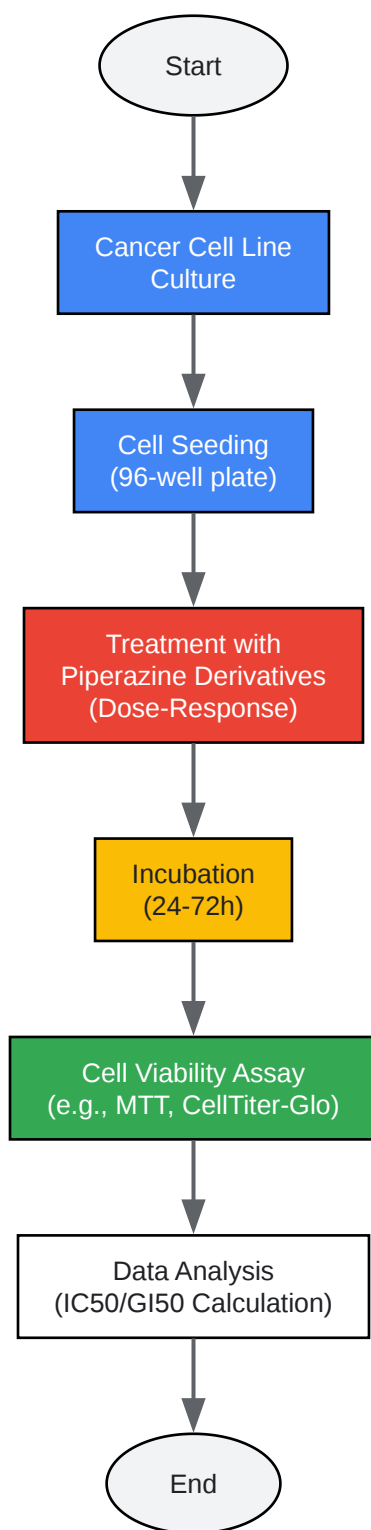 Start
Cancer Cell Line
Culture
Cell Seeding
(96-well plate)
Treatment with
Piperazine Derivatives
(Dose-Response)
Incubation
(24-72h)
Cell Viability Assay
(e.g., MTT, CellTiter-Glo)
Data Analysis
(IC50/GI50 Calculation)
End